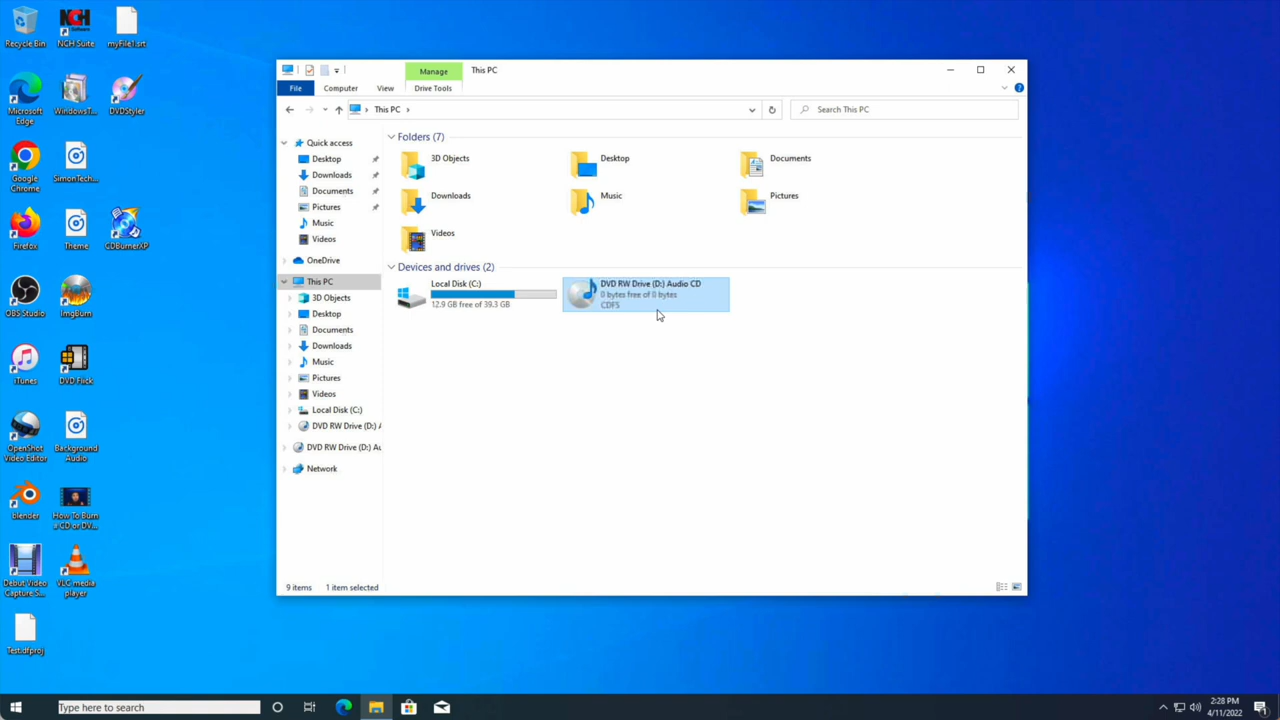 Recycle Bin
NCH Suite
myFile1.srt
Microsoft
Edge
WindowsT...
DVDStyler
Google
Chrome
SimonTech...
Firefox
Theme
CDBurnerXP
OBS Studio
ImgBurn
iTunes
DVD Flick
OpenShot
Video Editor
Background
Audio
Blender
How To Burn
a CD or DV...
Debut Video
Capture S...
VLC media
player
Test.dfproj
Manage
This PC
File
Computer
View
Drive Tools
This PC
Search This PC
Quick access
Desktop
Downloads
Documents
Pictures
Music
Videos
OneDrive
This PC
3D Objects
Desktop
Documents
Downloads
Music
Pictures
Videos
Local Disk (C:)
DVD RW Drive (D:) A
DVD RW Drive (D:) Au
Network
Folders (7)
3D Objects
Desktop
Documents
Downloads
Music
Pictures
Videos
Devices and drives (2)
Local Disk (C:)
12.9 GB free of 39.3 GB
DVD RW Drive (D:) Audio CD
0 bytes free of 0 bytes
CDFS
9 items
1 item selected
Type here to search
2:28 PM
4/11/2022
1